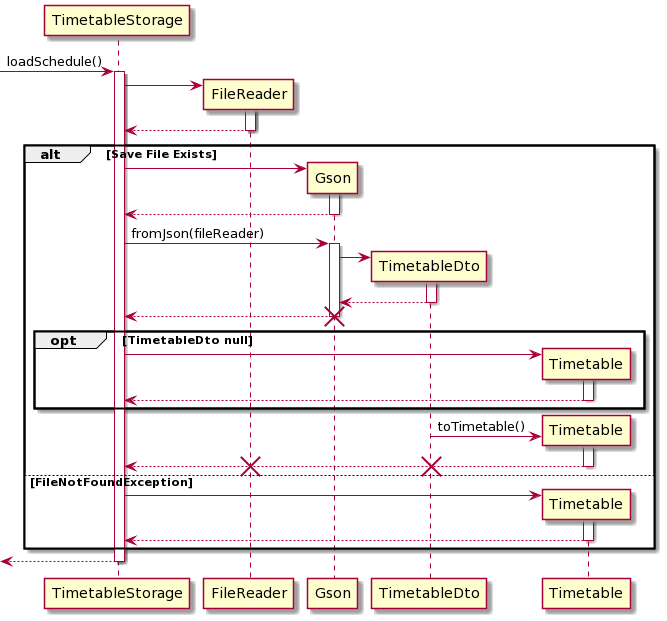 TimetableStorage
loadSchedule()
FileReader
alt
[Save File Exists]
Gson
fromJson(fileReader)
TimetableDto
opt
[TimetableDto null]
Timetable
toTimetable()
Timetable
[FileNotFoundException]
Timetable
TimetableStorage
FileReader
Gson
TimetableDto
Timetable